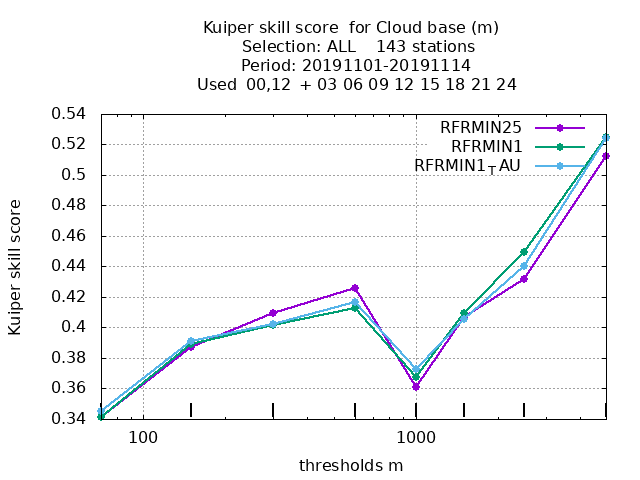 Kuiper skill score  for Cloud base (m)
Selection: ALL    143 stations
Period: 20191101-20191114
Used  00,12  + 03 06 09 12 15 18 21 24
0.54
0.52
0.5
0.48
0.46
0.44
0.42
0.4
0.38
0.36
0.34
Kuiper skill score
RFRMIN25
RFRMIN1
RFRMIN1TAU
100
1000
thresholds m